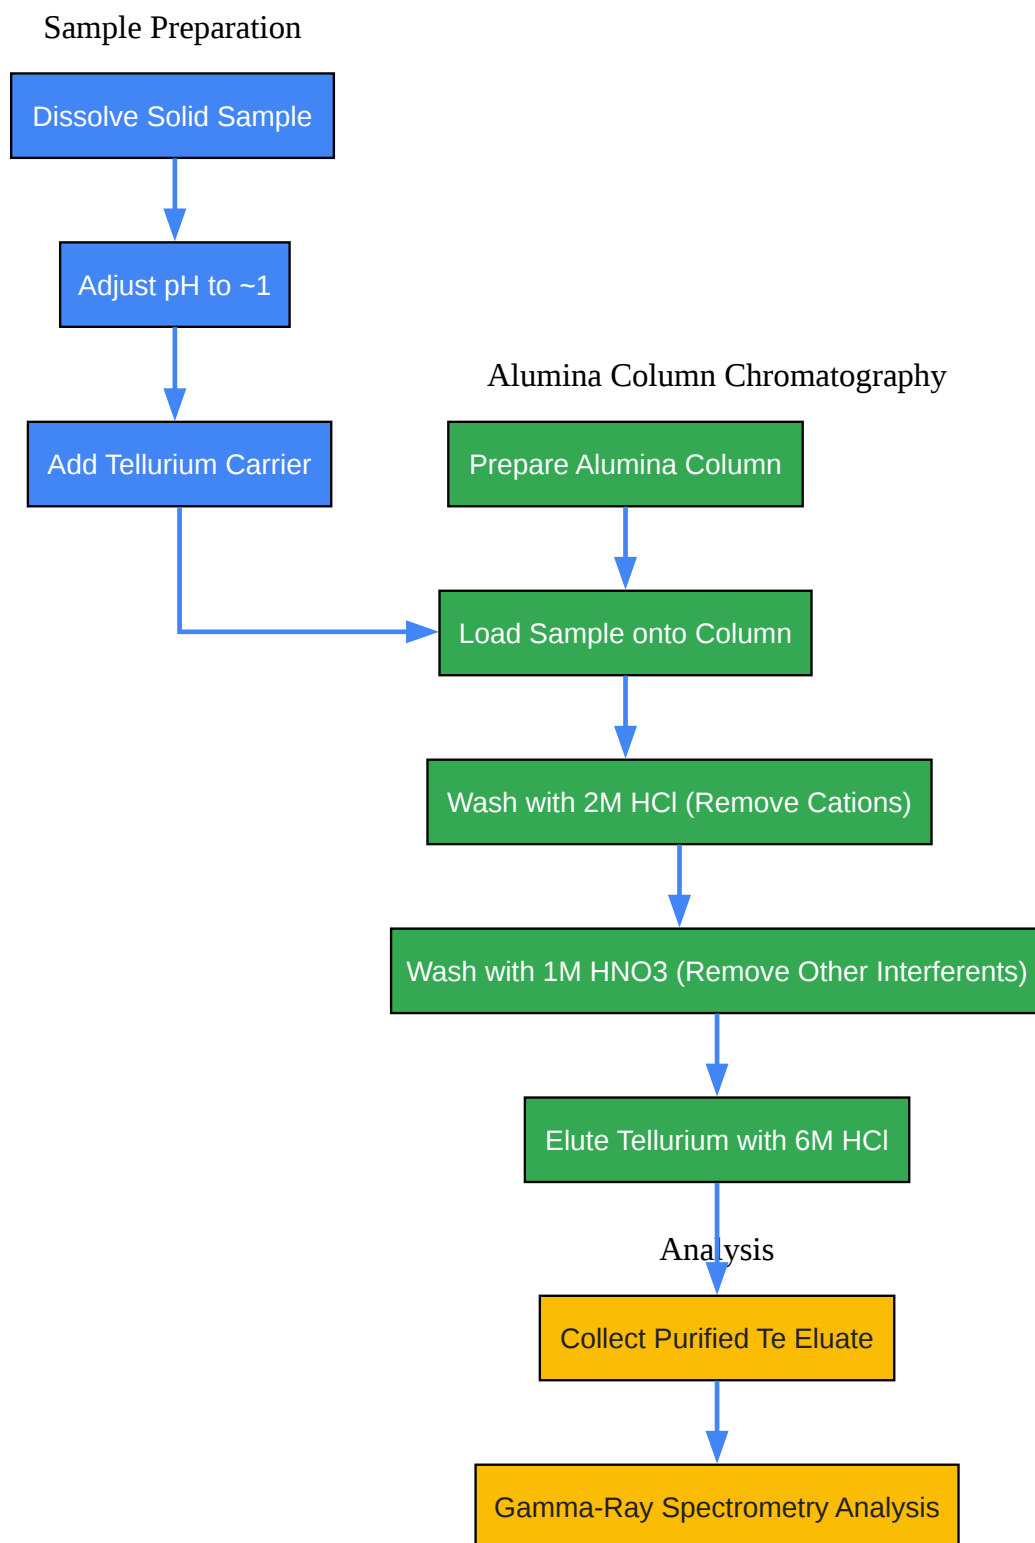 Sample Preparation
Dissolve Solid Sample
Adjust pH to ~1
Add Tellurium Carrier
Alumina Column Chromatography
Prepare Alumina Column
Load Sample onto Column
Wash with 2M HCl (Remove Cations)
Wash with 1M HNO3 (Remove Other Interferents)
Elute Tellurium with 6M HCl
Analysis
Collect Purified Te Eluate
Gamma-Ray Spectrometry Analysis